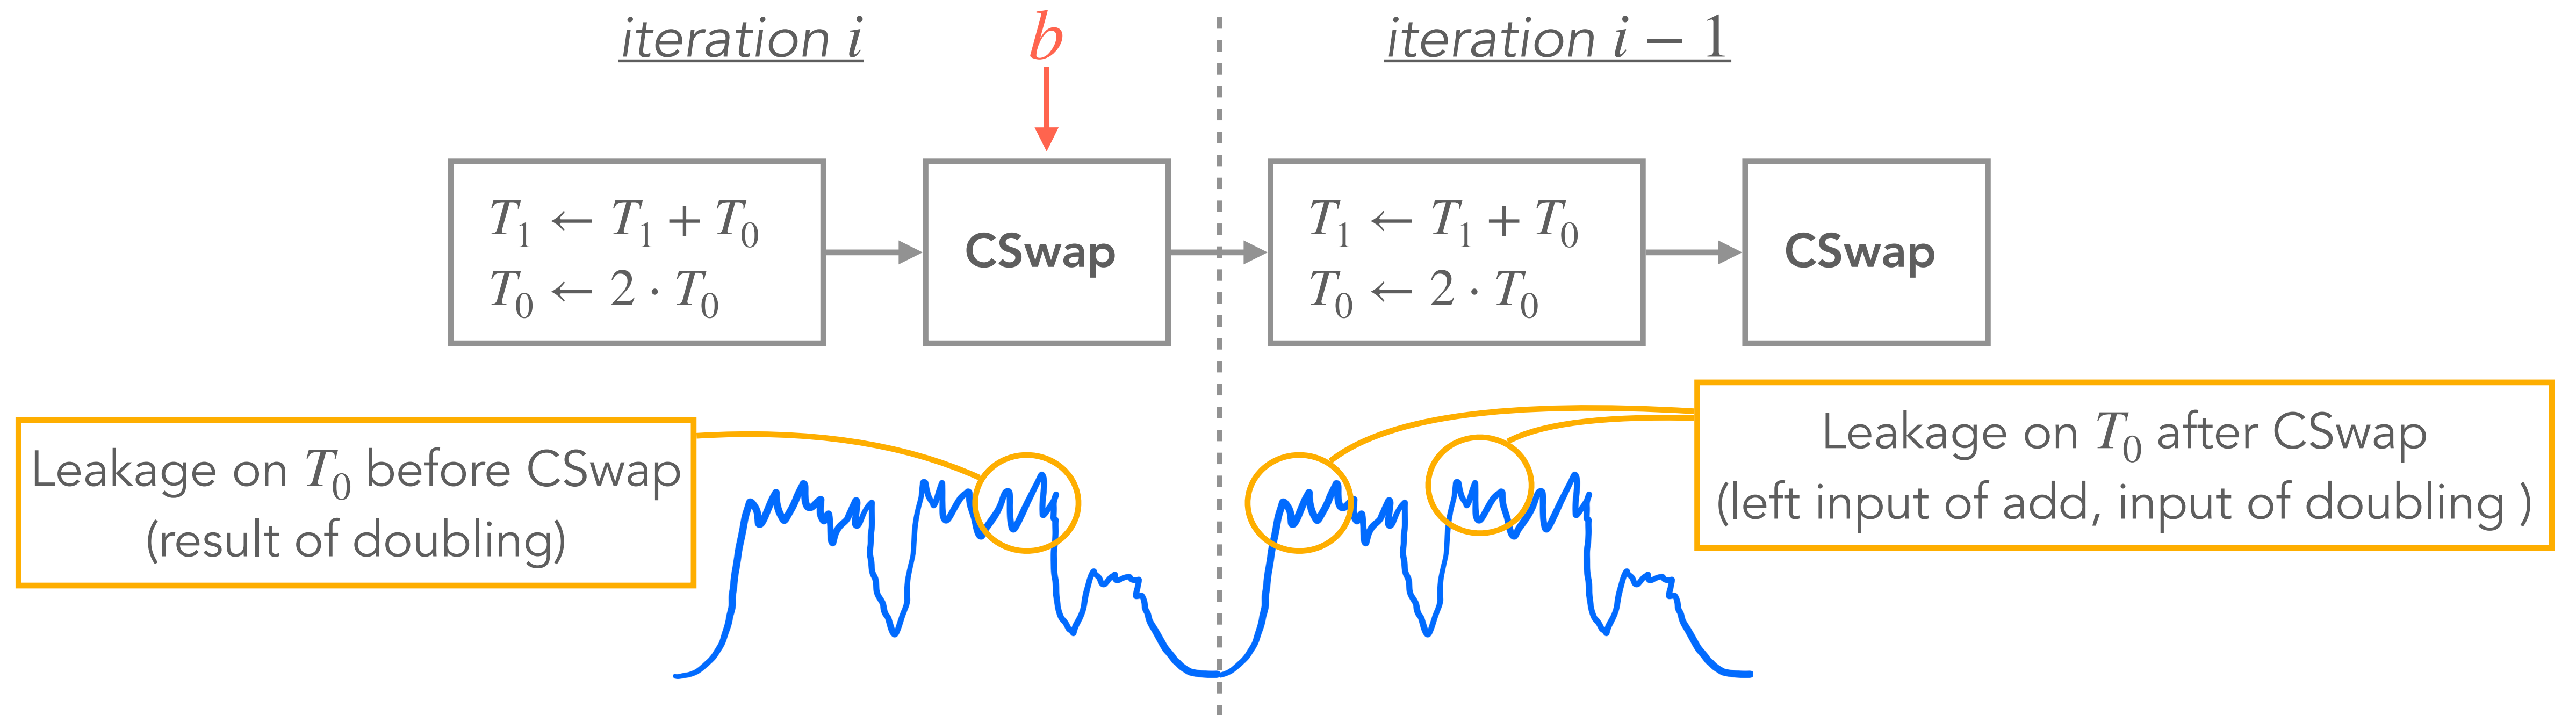 iteration i
b
iteration i − 1
T₁ ← T₁ + T₀
T₀ ← 2 · T₀
CSwap
T₁ ← T₁ + T₀
T₀ ← 2 · T₀
CSwap
Leakage on T₀ before CSwap
(result of doubling)
Leakage on T₀ after CSwap
(left input of add, input of doubling )